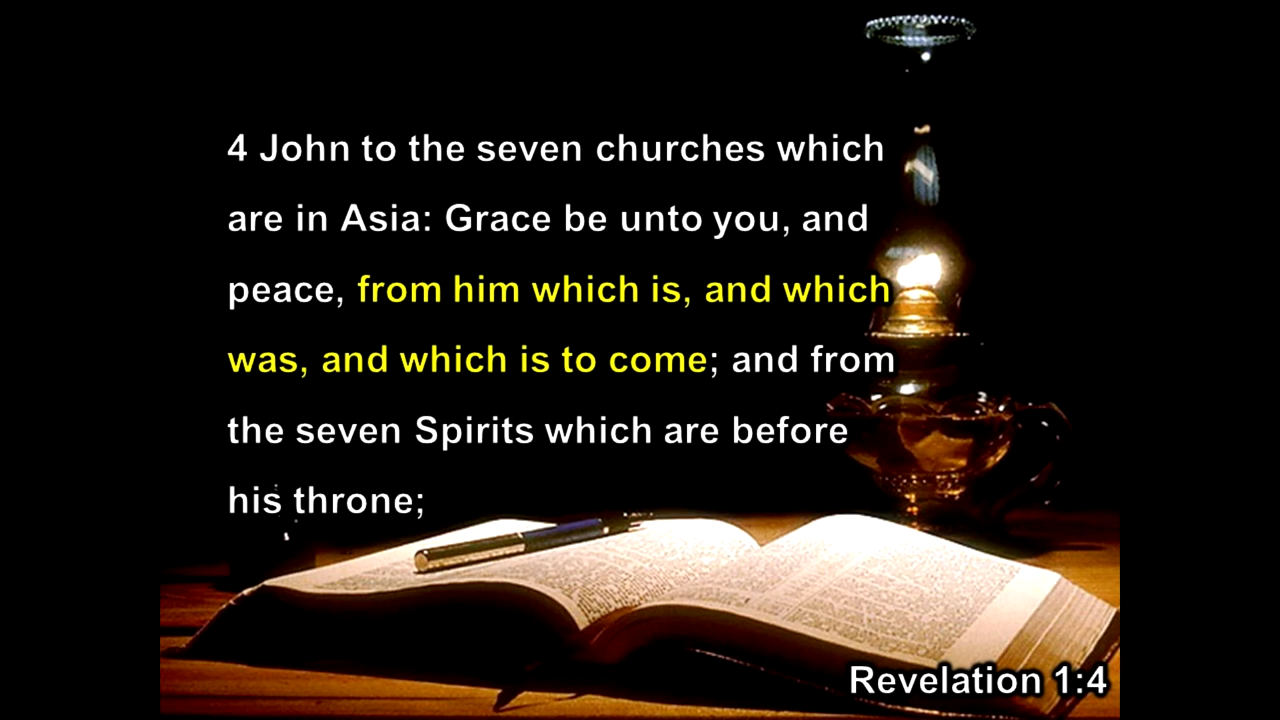 4 John to the seven churches which
are in Asia: Grace be unto you, and
peace, from him which is, and which
was, and which is to come; and from
the seven Spirits which are before
his throne;
Revelation 1:4